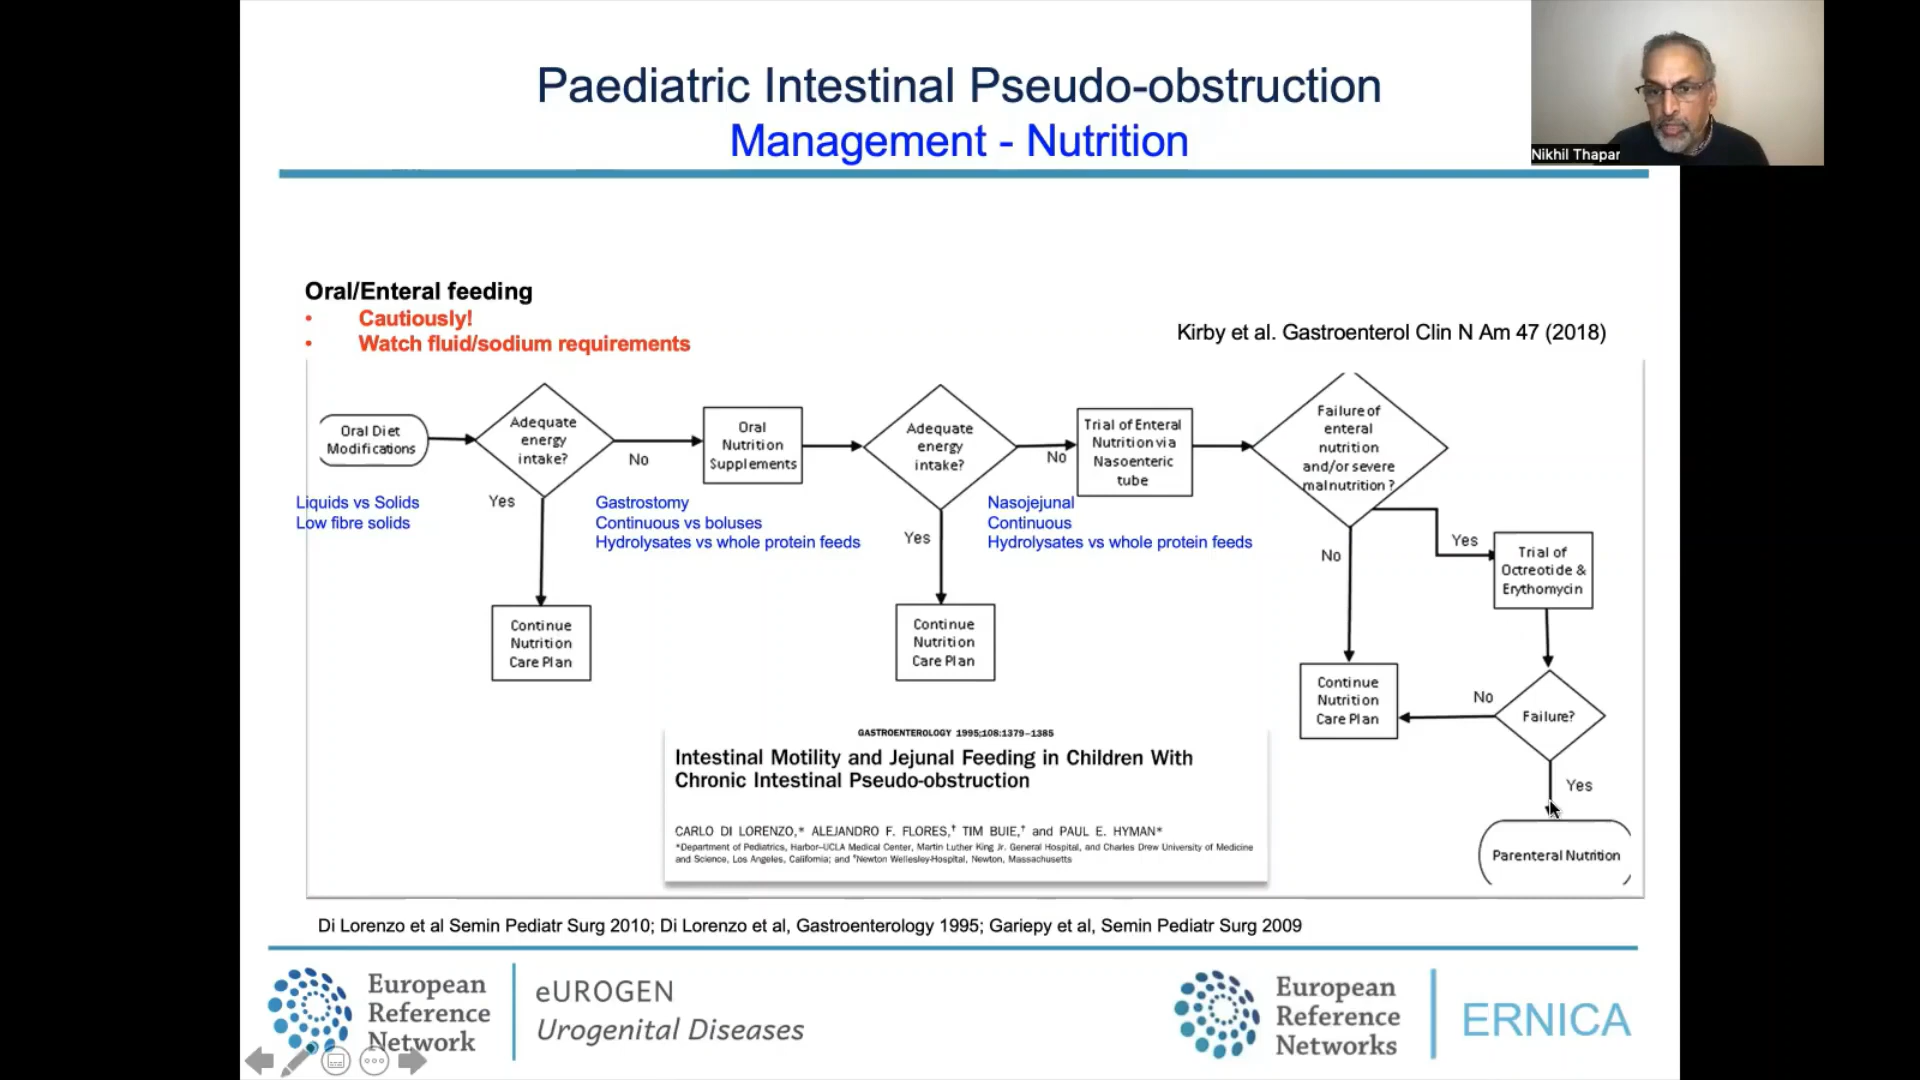 Paediatric Intestinal Pseudo-obstruction
Management - Nutrition
Nikhil Thapar
Oral/Enteral feeding
• Cautiously!
• Watch fluid/sodium requirements
Kirby et al. Gastroenterol Clin N Am 47 (2018)
Oral Diet
Modifications
Adequate
energy
intake?
No
Yes
Oral
Nutrition
Supplements
Adequate
energy
intake?
No
Yes
Trial of Enteral
Nutrition via
Nasoenteric
tube
Failure of
enteral
nutrition
and/or severe
malnutrition ?
No
Yes
Trial of
Octreotide &
Erythomycin
Liquids vs Solids
Low fibre solids
Gastrostomy
Continuous vs boluses
Hydrolysates vs whole protein feeds
Nasojejunal
Continuous
Hydrolysates vs whole protein feeds
Continue
Nutrition
Care Plan
Continue
Nutrition
Care Plan
Continue
Nutrition
Care Plan
No
Failure?
Yes
Parenteral Nutrition
GASTROENTEROLOGY 1995;108:1379–1385
Intestinal Motility and Jejunal Feeding in Children With
Chronic Intestinal Pseudo-obstruction
CARLO DI LORENZO,* ALEJANDRO F. FLORES,† TIM BUIE,† and PAUL E. HYMAN*
*Department of Pediatrics, Harbor–UCLA Medical Center, Martin Luther King Jr. General Hospital, and Charles Drew University of Medicine
and Science, Los Angeles, California; and †Newton Wellesley-Hospital, Newton, Massachusetts
Di Lorenzo et al Semin Pediatr Surg 2010; Di Lorenzo et al, Gastroenterology 1995; Gariepy et al, Semin Pediatr Surg 2009
European
Reference
Network
eUROGEN
Urogenital Diseases
European
Reference
Networks
ERNICA